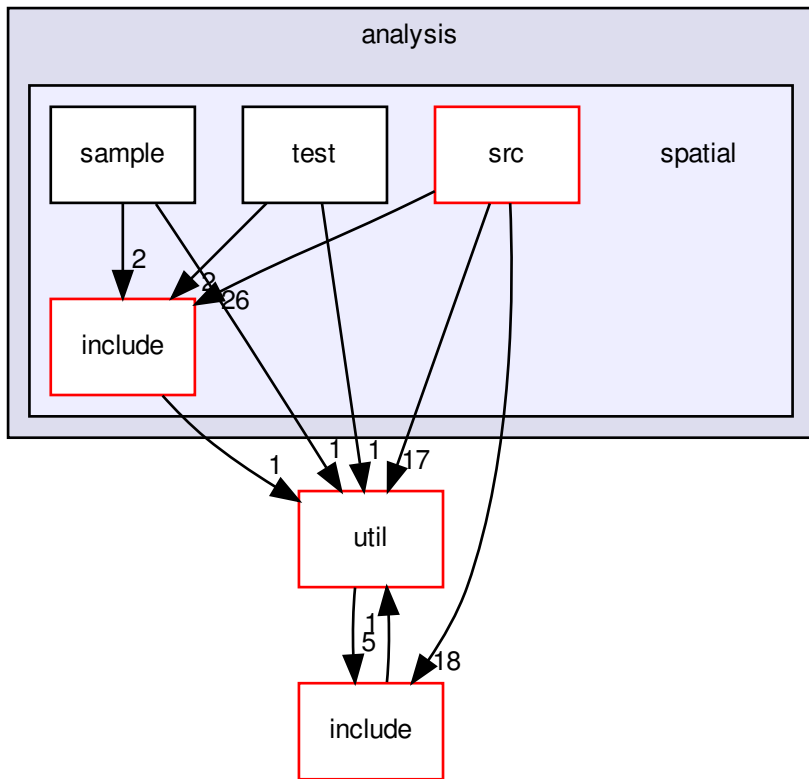 analysis
sample
test
src
spatial
2
2
26
include
1
1
1
17
util
1
5
18
include